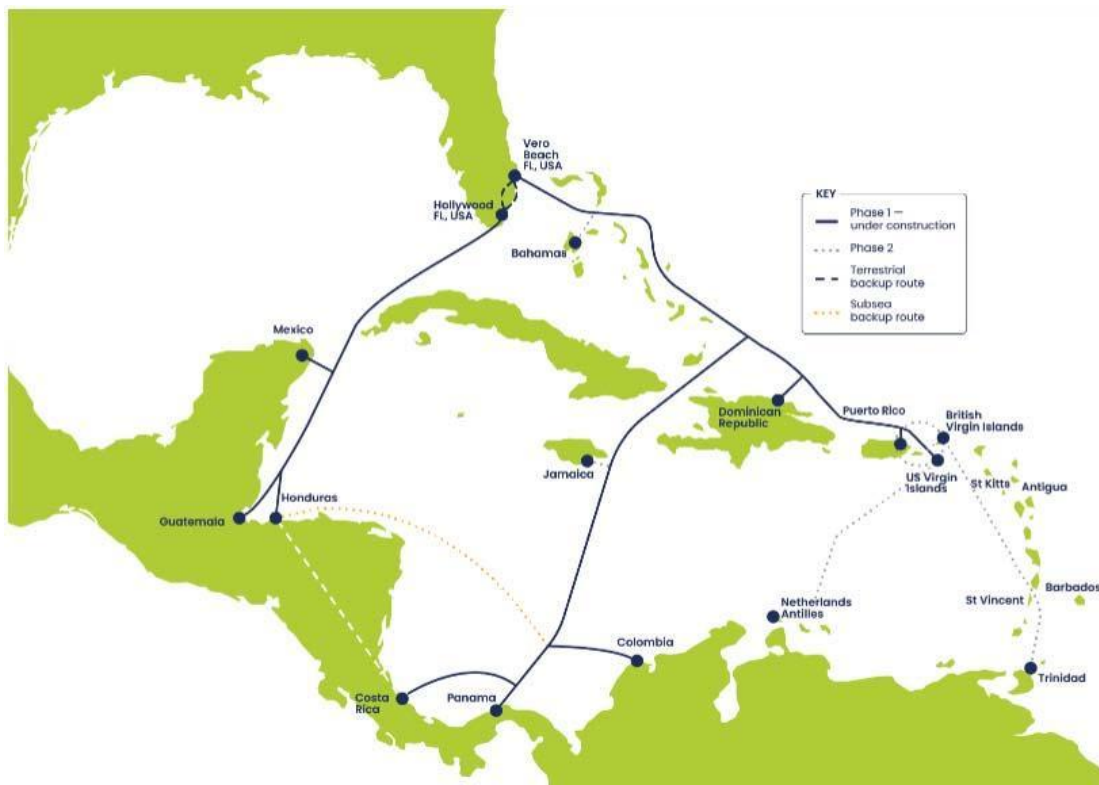 Vero
Beach
FL, USA
Hollywood
FL, USA
KEY
Phase 1 —
under construction
Phase 2
Terrestrial
backup route
Subsea
backup route
Bahamas
Mexico
Dominican
Republic
Puerto Rico
British
Virgin Islands
Jamaica
US Virgin
Islands
St Kitts
Antigua
Honduras
Guatemala
Netherlands
Antilles
St Vincent
Barbados
Colombia
Costa
Rica
Panama
Trinidad